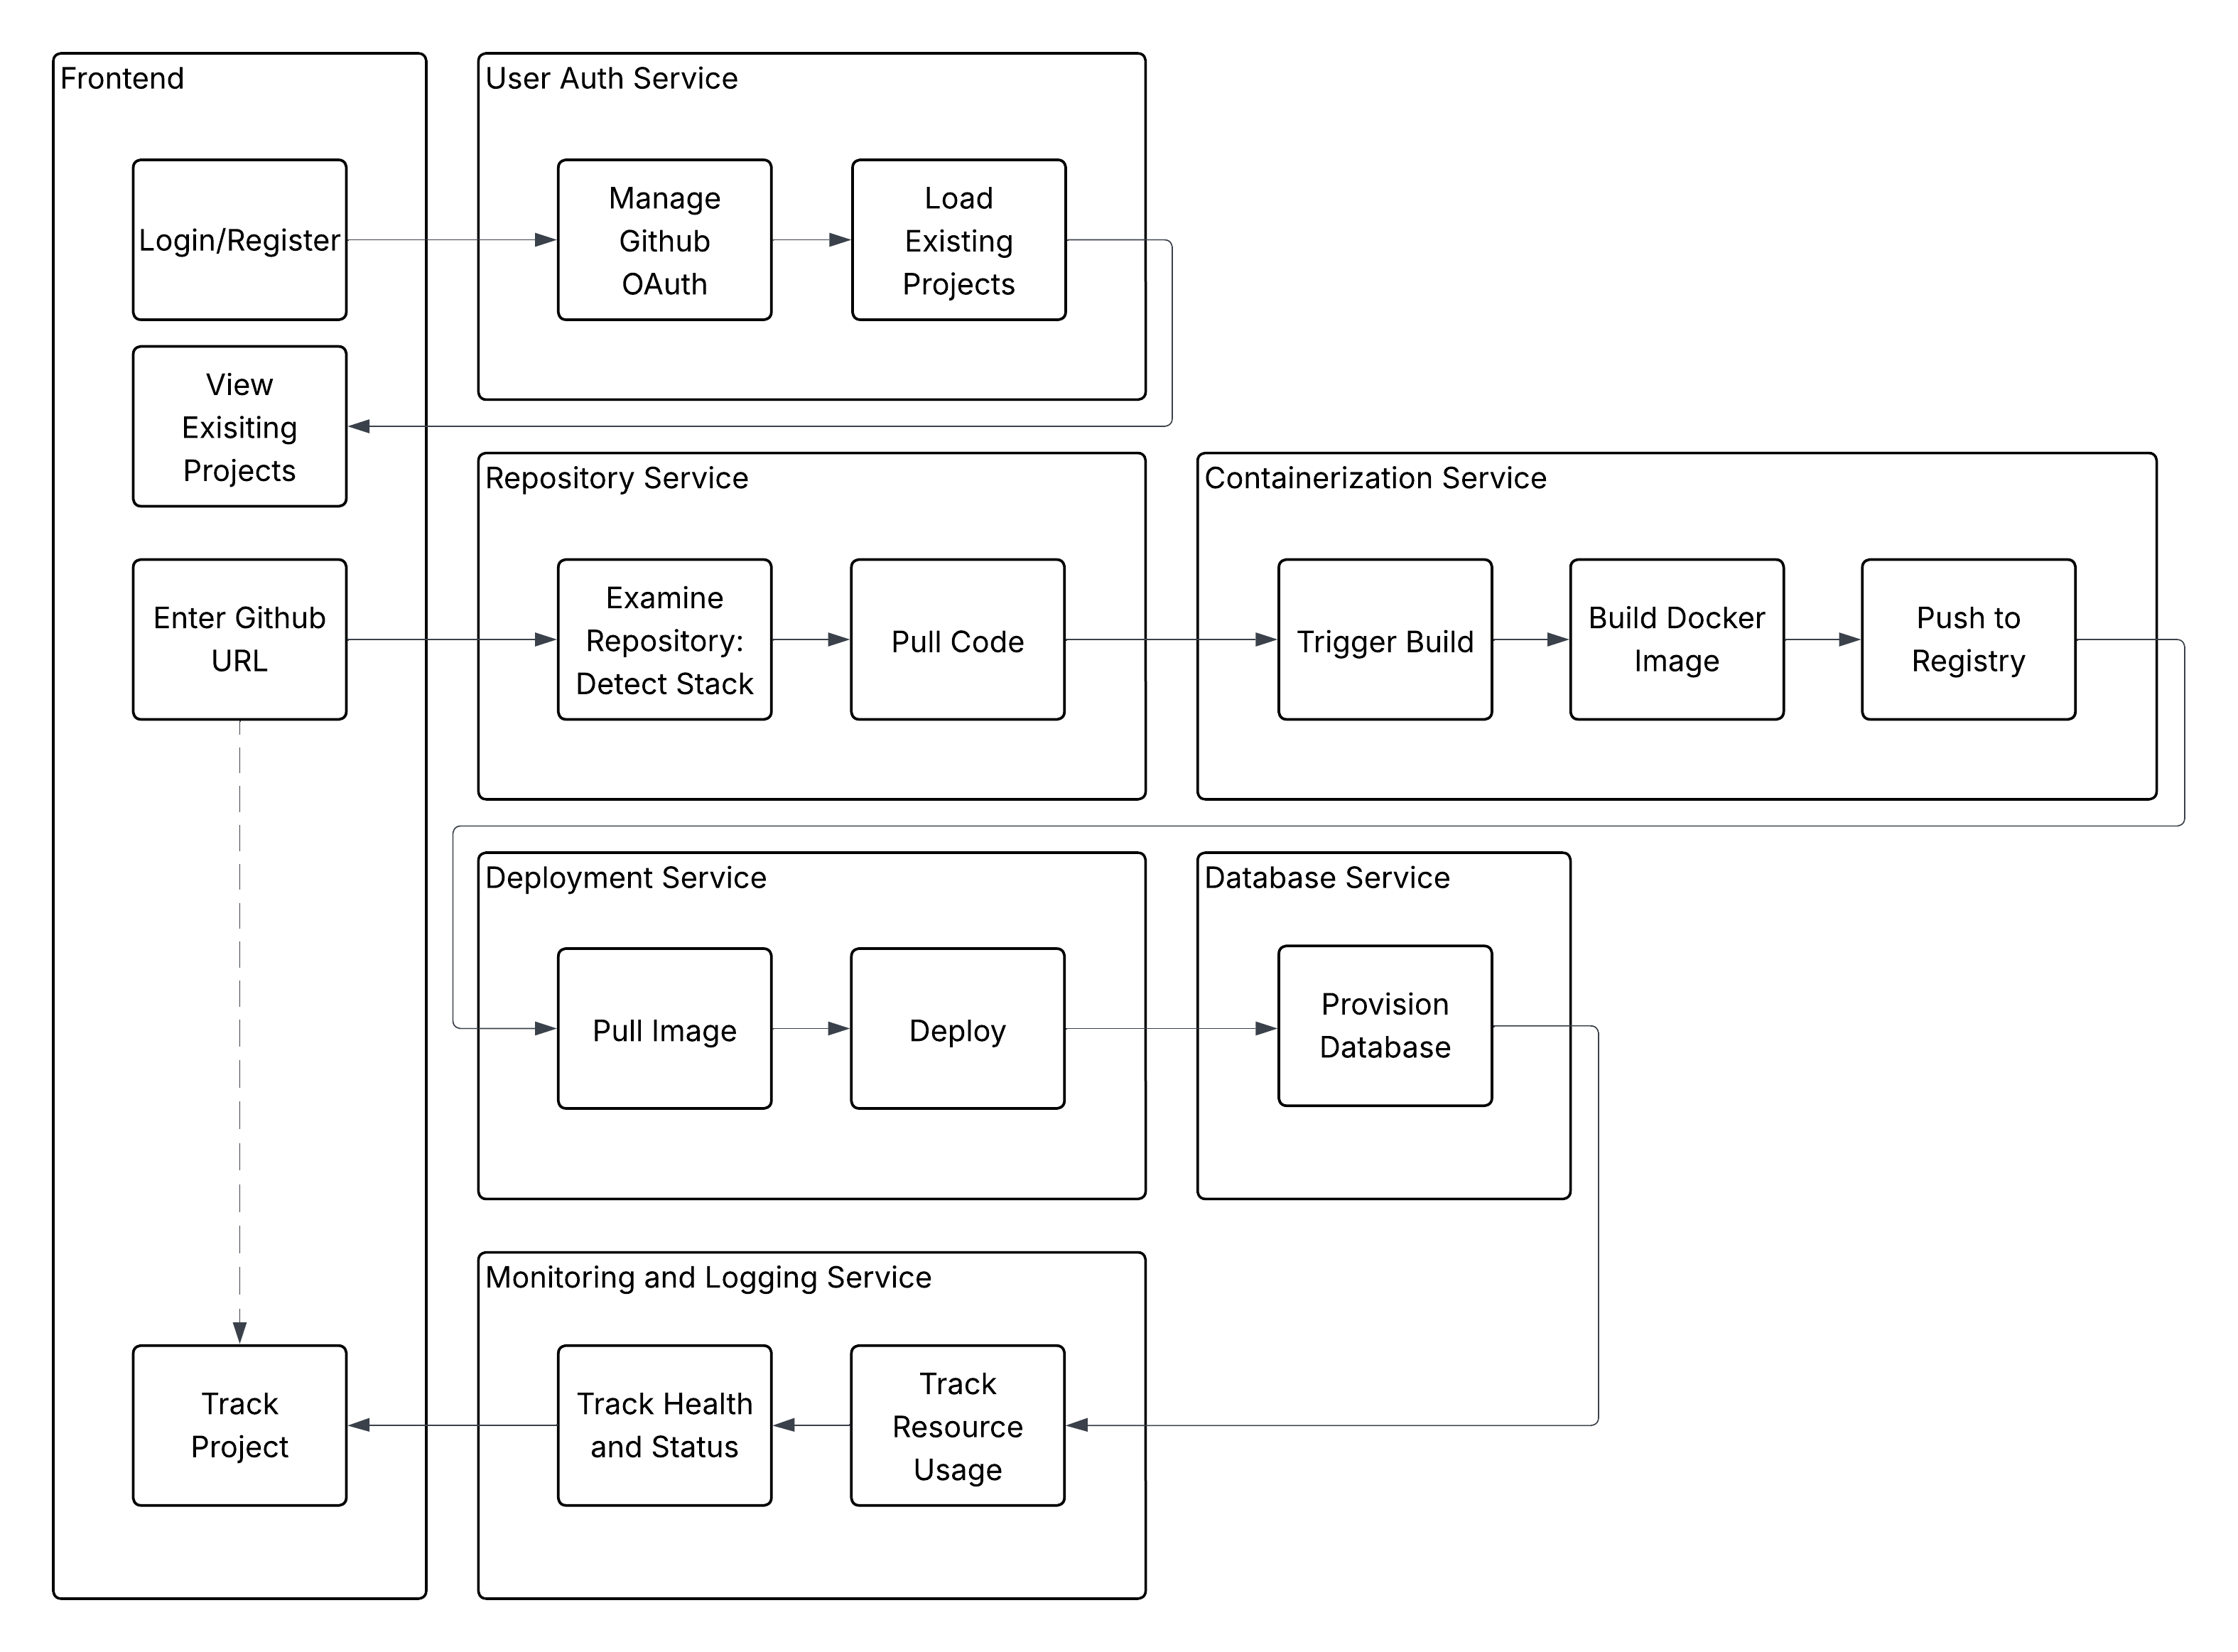 Frontend
Login/Register
View
Exisiting
Projects
Enter Github
URL
Track
Project
User Auth Service
Manage
Github
OAuth
Load
Existing
Projects
Repository Service
Examine
Repository:
Detect Stack
Pull Code
Containerization Service
Trigger Build
Build Docker
Image
Push to
Registry
Deployment Service
Pull Image
Deploy
Database Service
Provision
Database
Monitoring and Logging Service
Track Health
and Status
Track
Resource
Usage